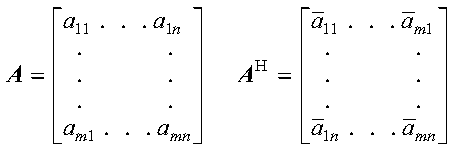 a₁₁ . . . a₁ₙ ā₁₁ . . . āₘ₁
. . . .
A = . . Aᴴ = . .
. . . .
aₘ₁ . . . aₘₙ ā₁ₙ . . . āₘₙ